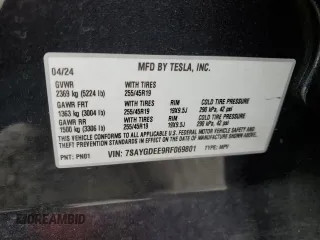 04/24
MFD BY TESLA, INC.
GVWR
2369 kg (5224 lb)
WITH TIRES
255/45R19
GAWR FRT
1363 kg (3004 lb)
WITH TIRES
255/45R19
RIM
19X9.5J
COLD TIRE PRESSURE
290 kPa, 42 psi
GAWR RR
1500 kg (3306 lb)
WITH TIRES
255/45R19
RIM
19X9.5J
COLD TIRE PRESSURE
290 kPa, 42 psi
THIS VEHICLE CONFORMS TO ALL APPLICABLE FEDERAL MOTOR VEHICLE
SAFETY, BUMPER AND THEFT PREVENTION STANDARDS IN EFFECT ON THE
DATE OF MANUFACTURE SHOWN ABOVE.
PNT: PN01
VIN: 7SAYGDEE9RF069801
TYPE: MPV
IDREAMBID